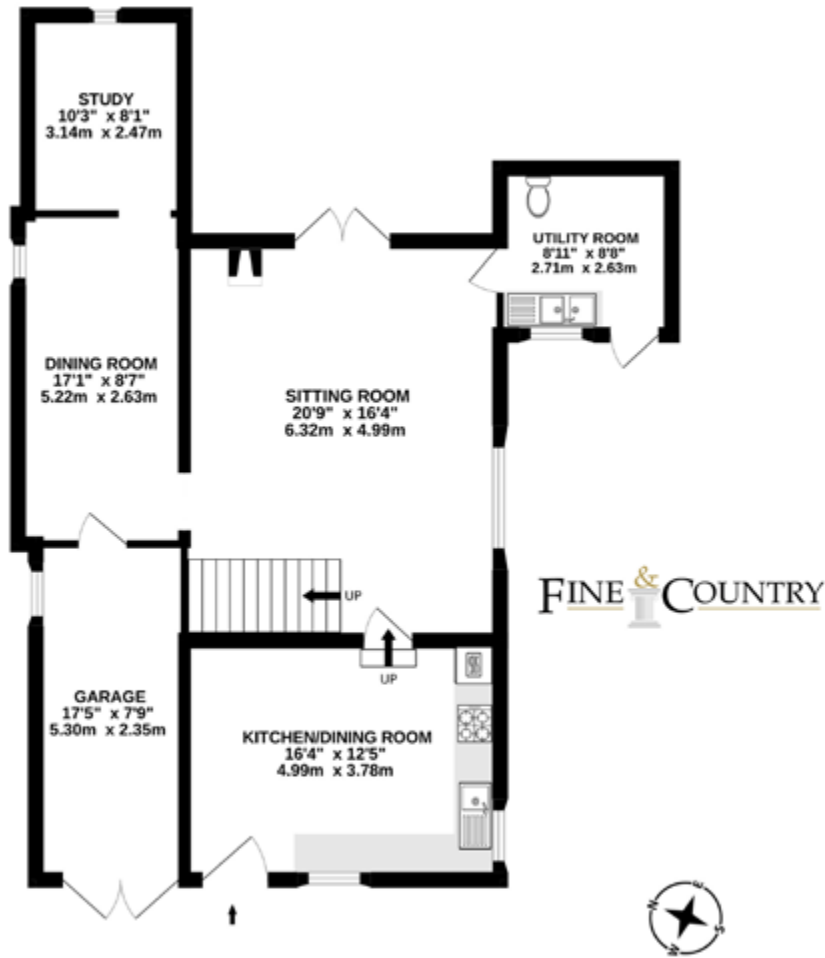 STUDY
10'3" x 8'1"
3.14m x 2.47m
UTILITY ROOM
8'11" x 8'8"
2.71m x 2.63m
DINING ROOM
17'1" x 8'7"
5.22m x 2.63m
SITTING ROOM
20'9" x 16'4"
6.32m x 4.99m
UP
FINE & COUNTRY
UP
GARAGE
17'5" x 7'9"
5.30m x 2.35m
KITCHEN/DINING ROOM
16'4" x 12'5"
4.99m x 3.78m
N
E
S
W